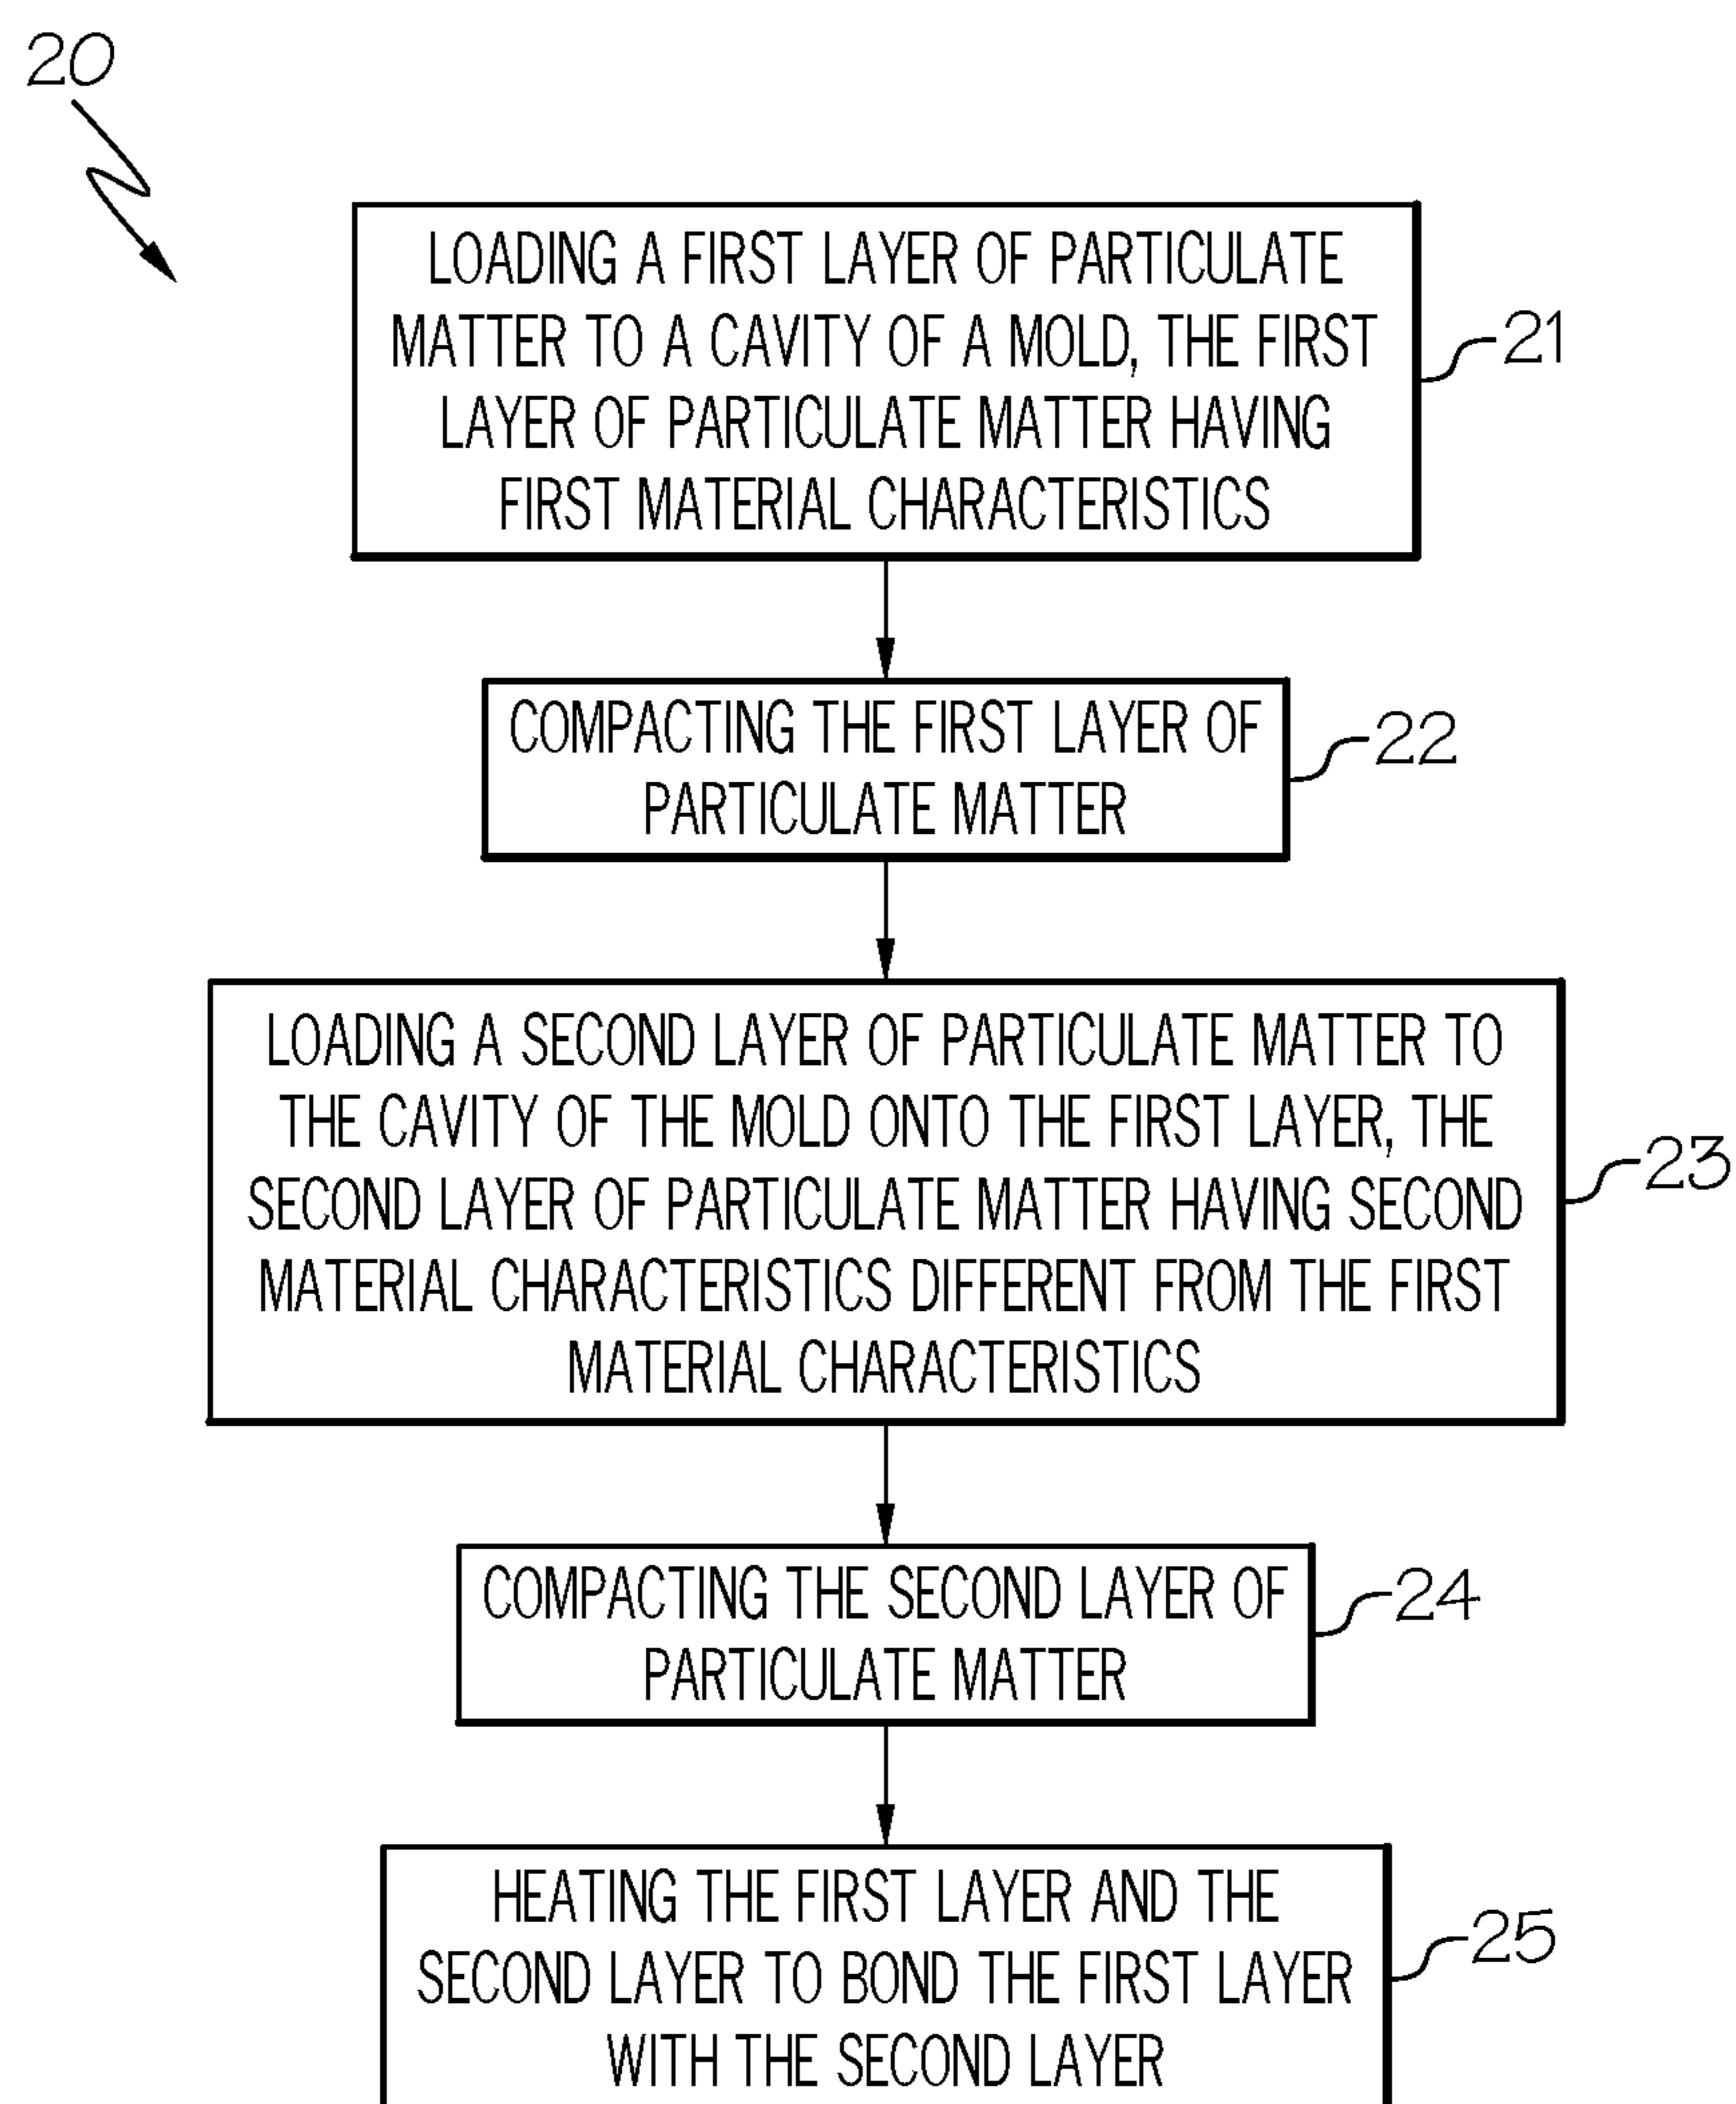 20
LOADING A FIRST LAYER OF PARTICULATE
MATTER TO A CAVITY OF A MOLD, THE FIRST
LAYER OF PARTICULATE MATTER HAVING
FIRST MATERIAL CHARACTERISTICS
21
COMPACTING THE FIRST LAYER OF
PARTICULATE MATTER
22
LOADING A SECOND LAYER OF PARTICULATE MATTER TO
THE CAVITY OF THE MOLD ONTO THE FIRST LAYER, THE
SECOND LAYER OF PARTICULATE MATTER HAVING SECOND
MATERIAL CHARACTERISTICS DIFFERENT FROM THE FIRST
MATERIAL CHARACTERISTICS
23
COMPACTING THE SECOND LAYER OF
PARTICULATE MATTER
24
HEATING THE FIRST LAYER AND THE
SECOND LAYER TO BOND THE FIRST LAYER
WITH THE SECOND LAYER
25